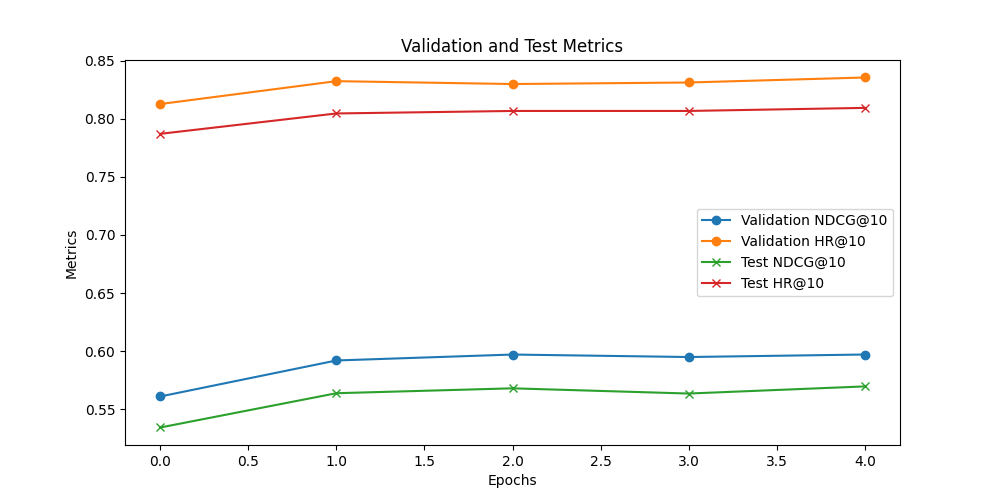 Validation and Test Metrics
0.85
0.80
0.75
0.70
0.65
0.60
0.55
Metrics
Validation NDCG@10
Validation HR@10
Test NDCG@10
Test HR@10
0.0 0.5 1.0 1.5 2.0 2.5 3.0 3.5 4.0
Epochs